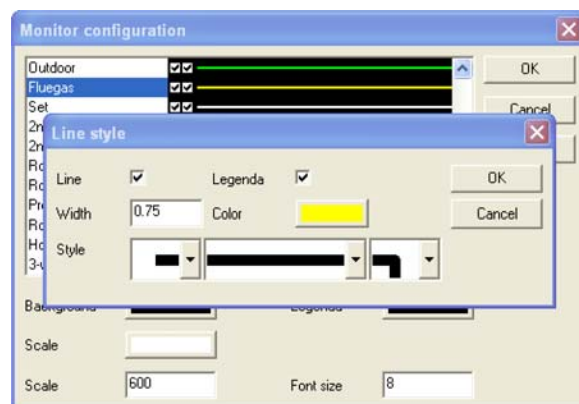 Monitor configuration
Outdoor
Fluegas
Set
OK
Cancel
Line style
Line
Legenda
OK
Width
0.75
Color
Cancel
Style
Scale
Scale
600
Font size
8